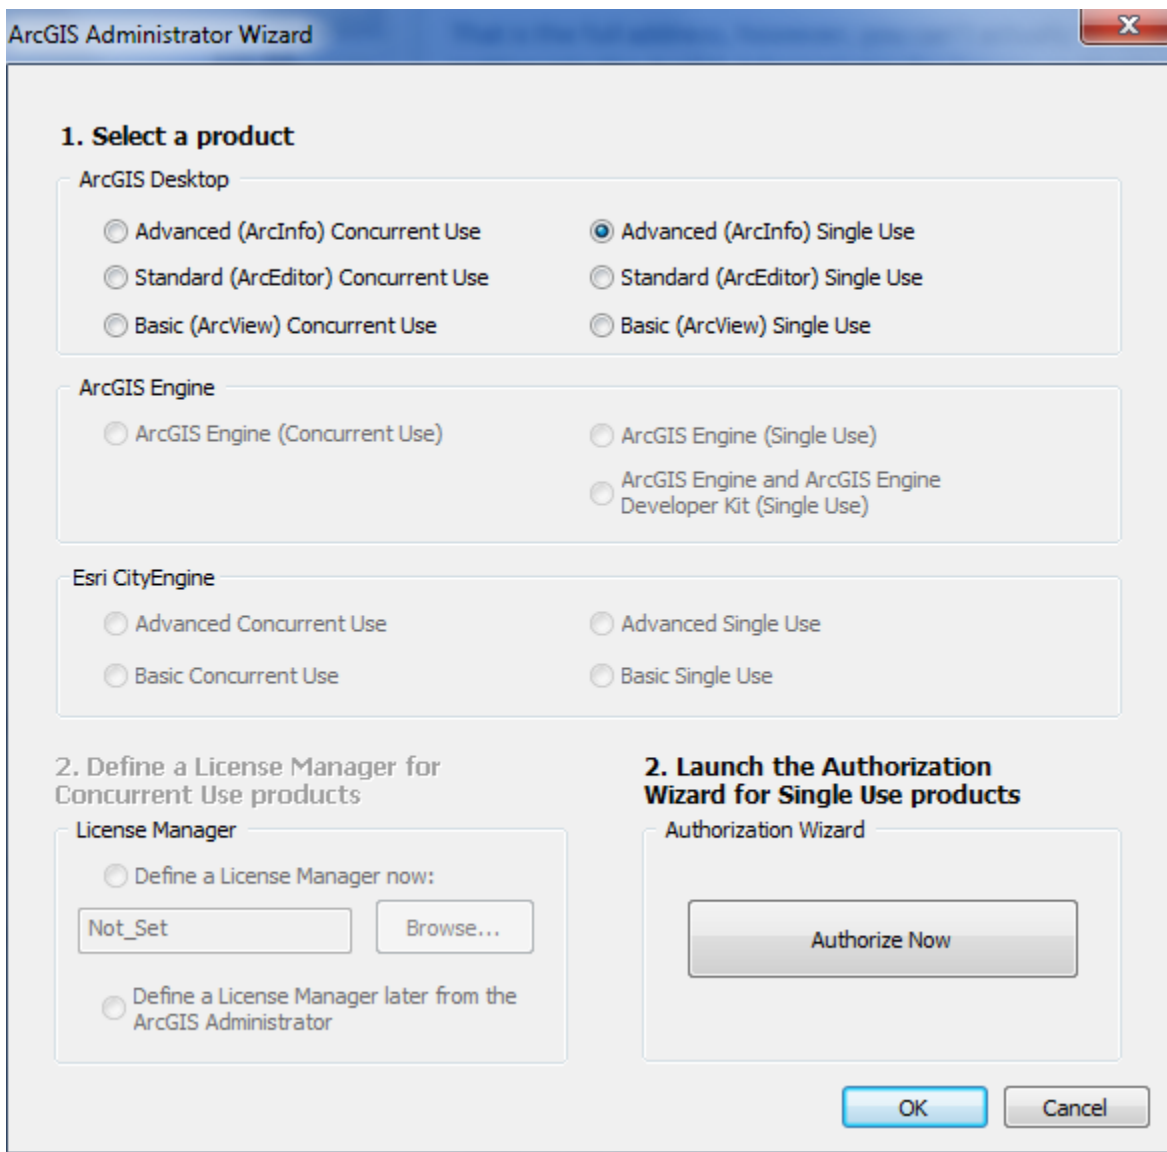 ArcGIS Administrator Wizard
1. Select a product
ArcGIS Desktop
Advanced (ArcInfo) Concurrent Use
Advanced (ArcInfo) Single Use
Standard (ArcEditor) Concurrent Use
Standard (ArcEditor) Single Use
Basic (ArcView) Concurrent Use
Basic (ArcView) Single Use
ArcGIS Engine
ArcGIS Engine (Concurrent Use)
ArcGIS Engine (Single Use)
ArcGIS Engine and ArcGIS Engine
Developer Kit (Single Use)
Esri CityEngine
Advanced Concurrent Use
Advanced Single Use
Basic Concurrent Use
Basic Single Use
2. Define a License Manager for
Concurrent Use products
License Manager
Define a License Manager now:
Not_Set
Browse...
Define a License Manager later from the
ArcGIS Administrator
2. Launch the Authorization
Wizard for Single Use products
Authorization Wizard
Authorize Now
OK
Cancel